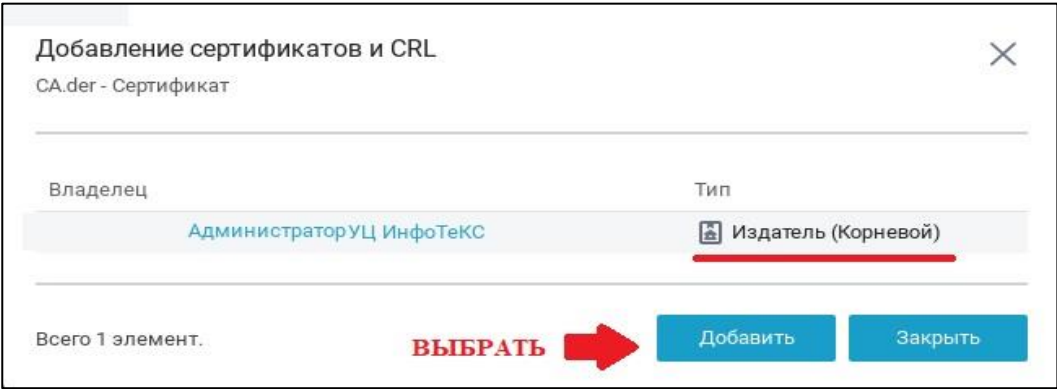 Добавление сертификатов и CRL
CA.der - Сертификат
Владелец Тип
Администратор УЦ ИнфоТеКС Издатель (Корневой)
Всего 1 элемент. ВЫБРАТЬ Добавить Закрыть